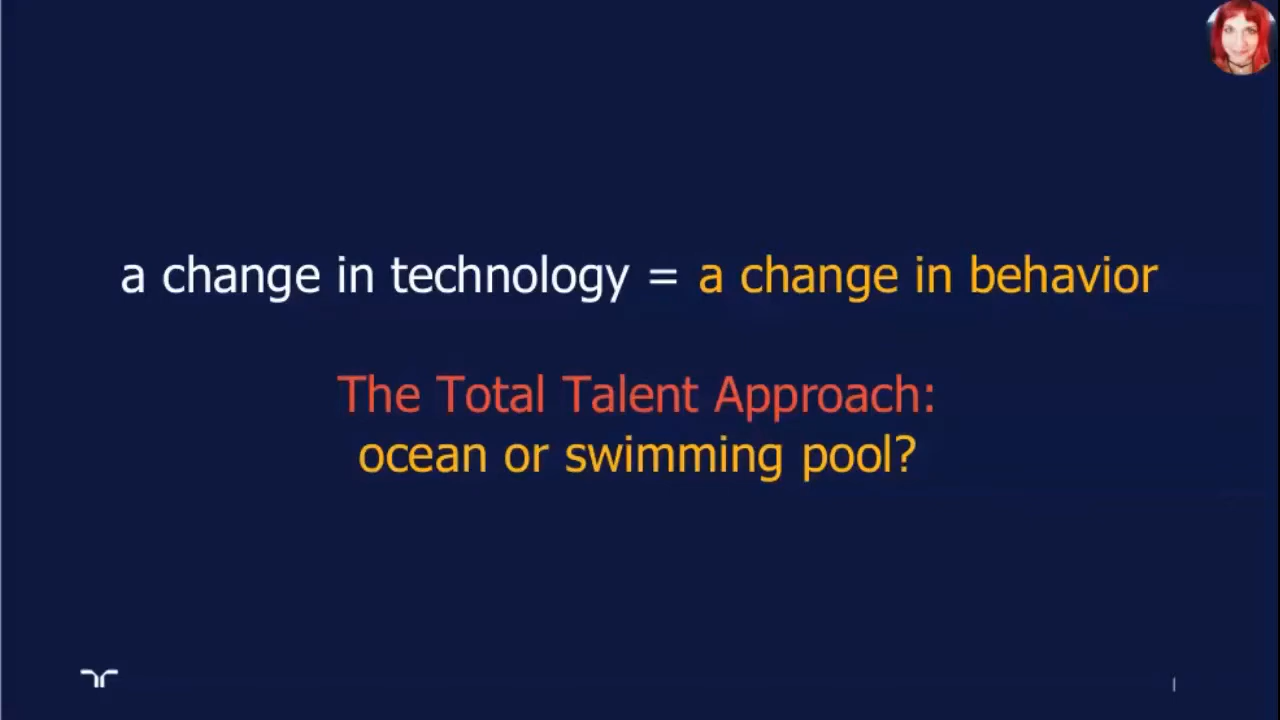 a change in technology = a change in behavior
The Total Talent Approach:
ocean or swimming pool?